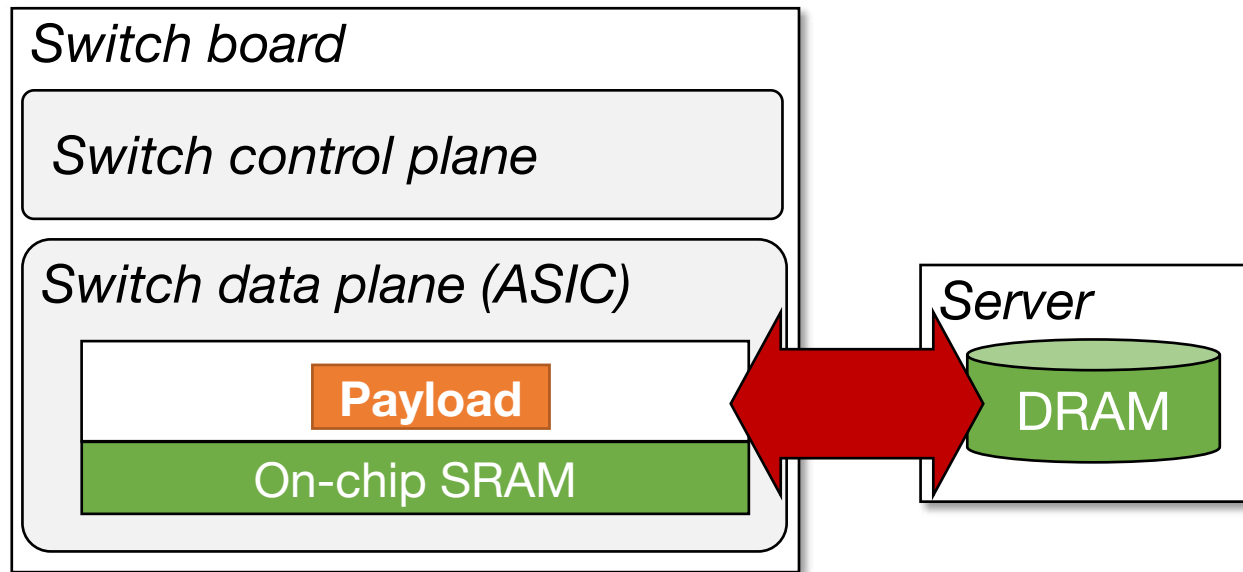 Switch board
Switch control plane
Switch data plane (ASIC)
Server
Payload
DRAM
On-chip SRAM